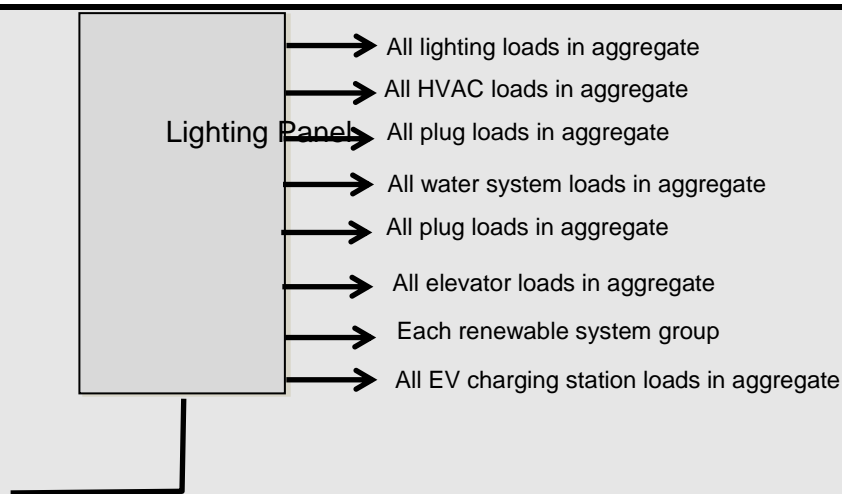 All lighting loads in aggregate
All HVAC loads in aggregate
Lighting Panel
All plug loads in aggregate
All water system loads in aggregate
All plug loads in aggregate
All elevator loads in aggregate
Each renewable system group
All EV charging station loads in aggregate